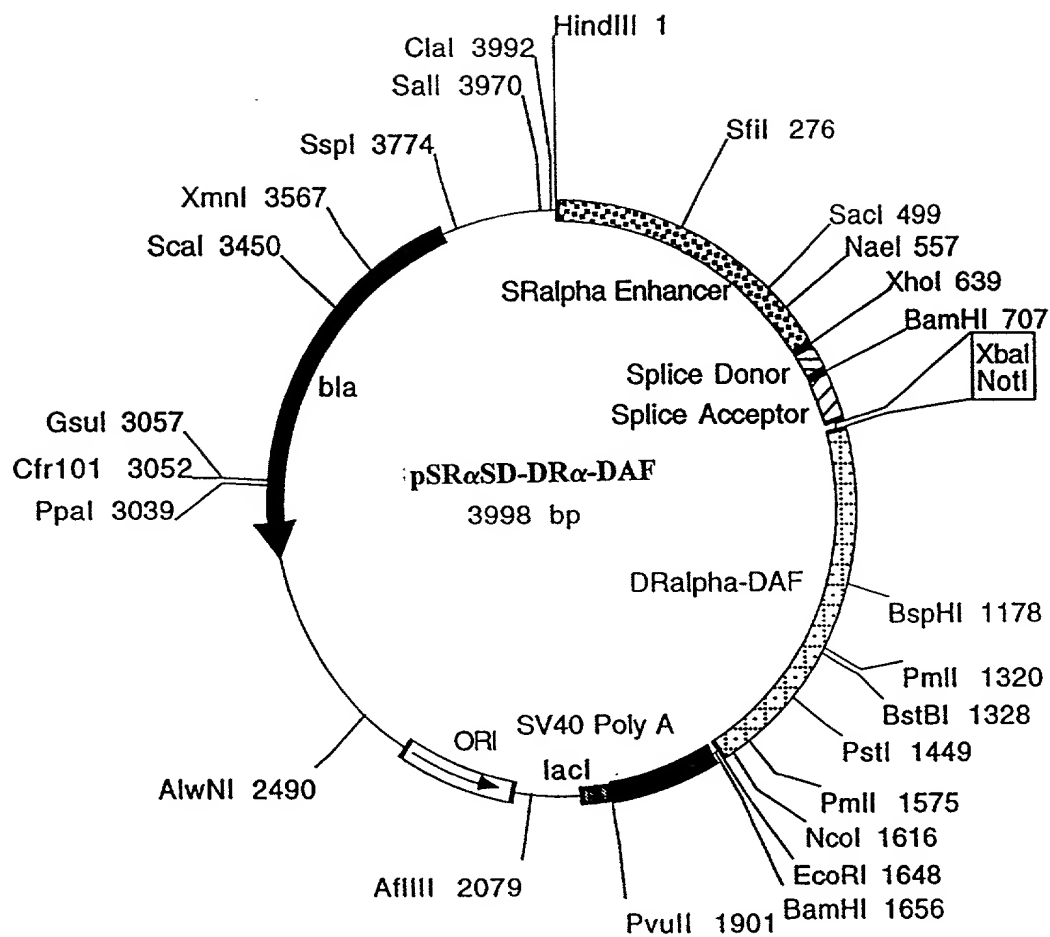 HindIII 1
ClaI 3992
SalI 3970
SfiI 276
SspI 3774
XmnI 3567
SacI 499
ScaI 3450
NaeI 557
XhoI 639
SRalpha Enhancer
BamHI 707
XbaI
NotI
Splice Donor
bla
Splice Acceptor
GsuI 3057
Cfr101 3052
pSRαSD-DRα-DAF
PpaI 3039
3998 bp
DRalpha-DAF
BspHI 1178
PmlI 1320
BstBI 1328
SV40 Poly A
ORI
PstI 1449
lacI
AlwNI 2490
PmlI 1575
NcoI 1616
EcoRI 1648
AflIII 2079
BamHI 1656
PvuII 1901